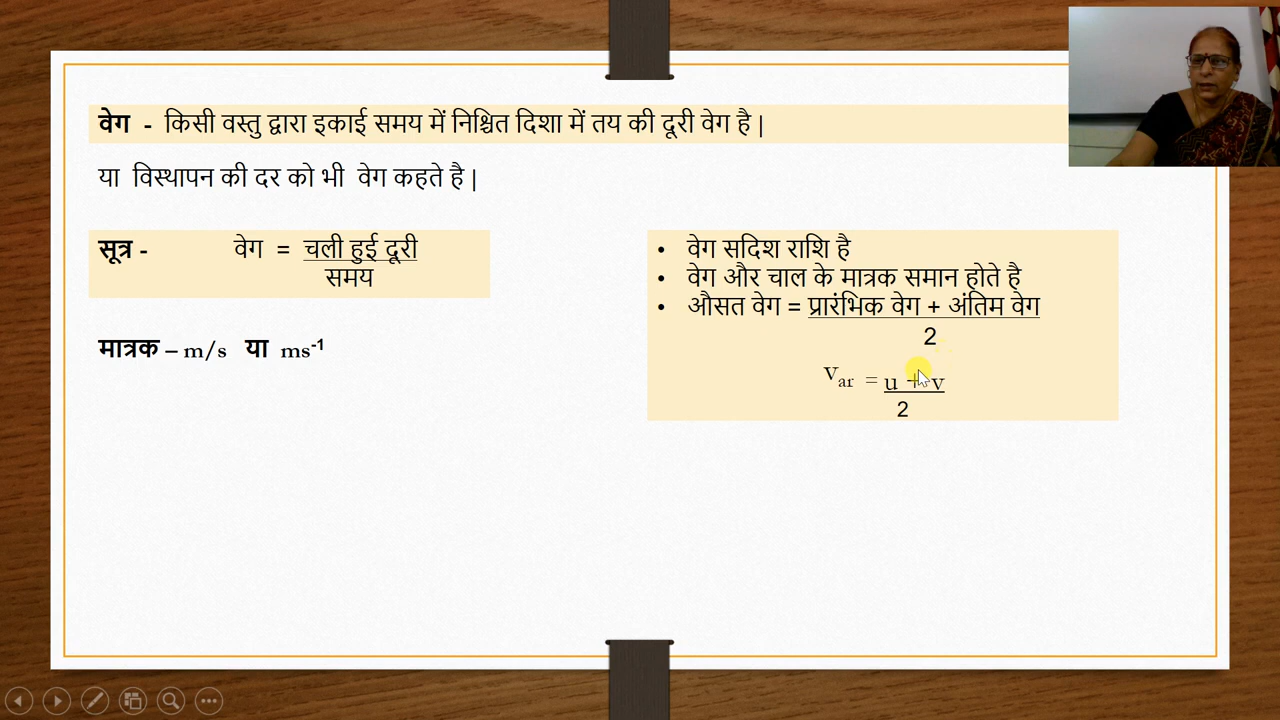 वेग - किसी वस्तु द्वारा इकाई समय में निश्चित दिशा में तय की दूरी वेग है |
या विस्थापन की दर को भी वेग कहते है |
सूत्र - वेग = चली हुई दूरी
समय
मात्रक – m/s या ms⁻¹
• वेग सदिश राशि है
• वेग और चाल के मात्रक समान होते है
• औसत वेग = प्रारंभिक वेग + अंतिम वेग
2
v_ar = u + v
2